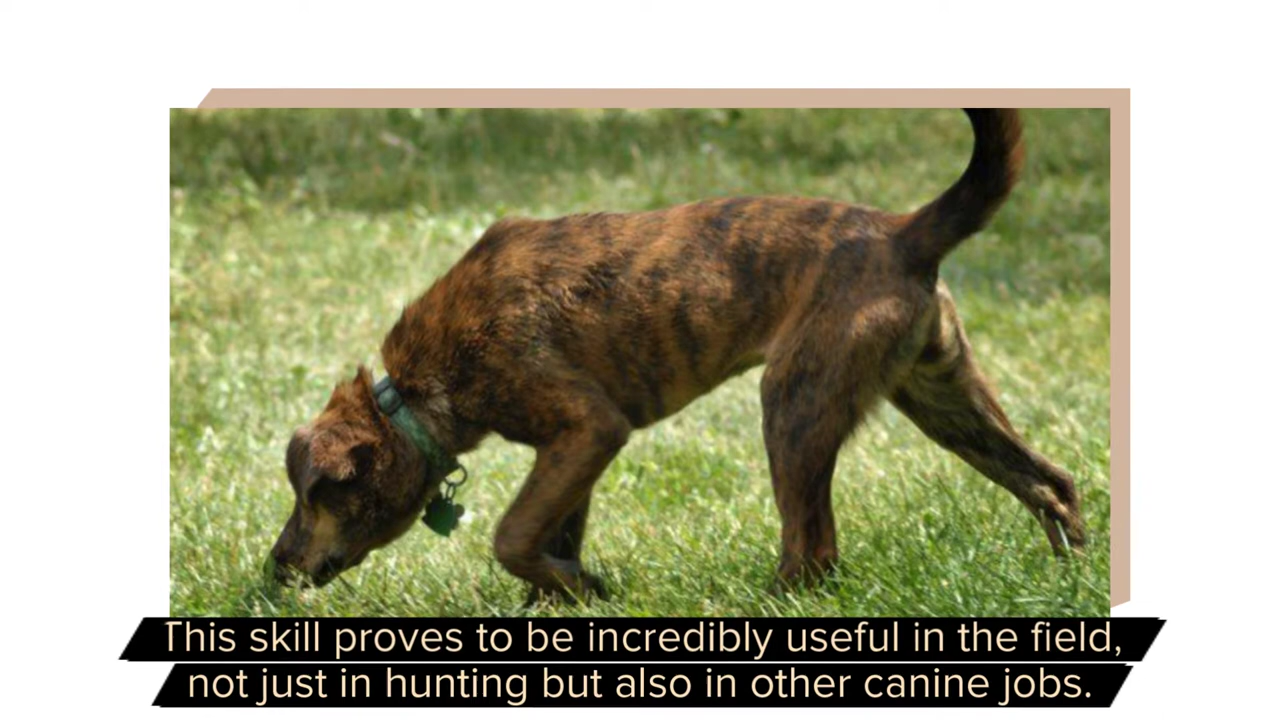 This skill proves to be incredibly useful in the field,
not just in hunting but also in other canine jobs.